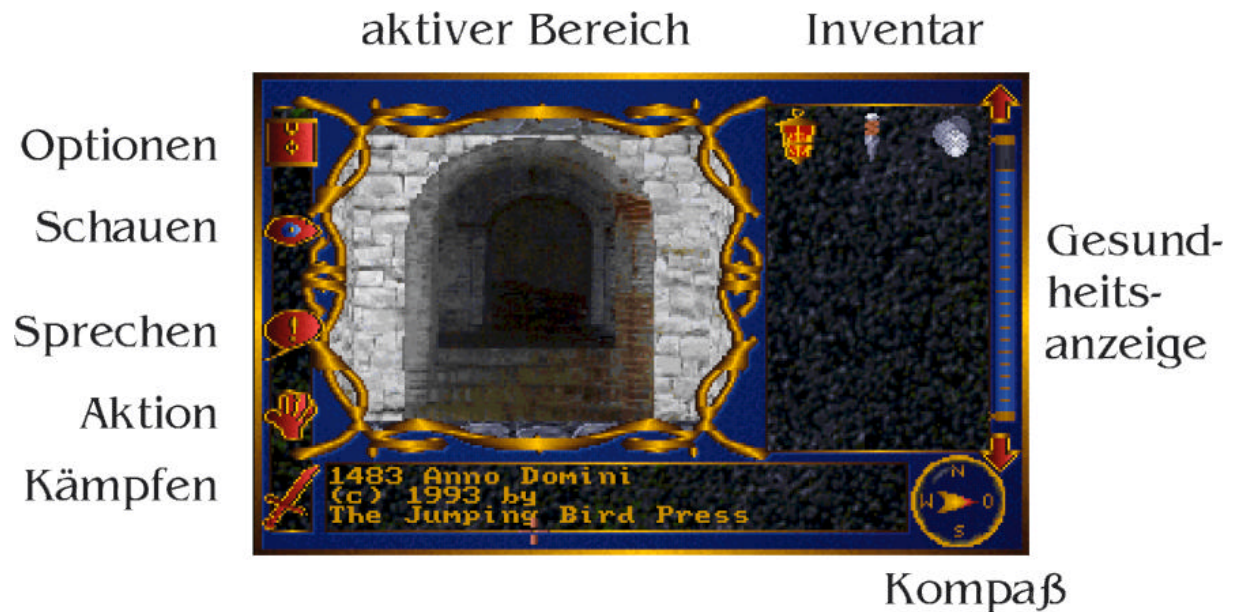 aktiver Bereich
Inventar
Optionen
Schauen
Sprechen
Aktion
Kämpfen
Gesund-
heits-
anzeige
1483 Anno Domini
(c) 1993 by
The Jumping Bird Press
N
W
O
S
Kompaß